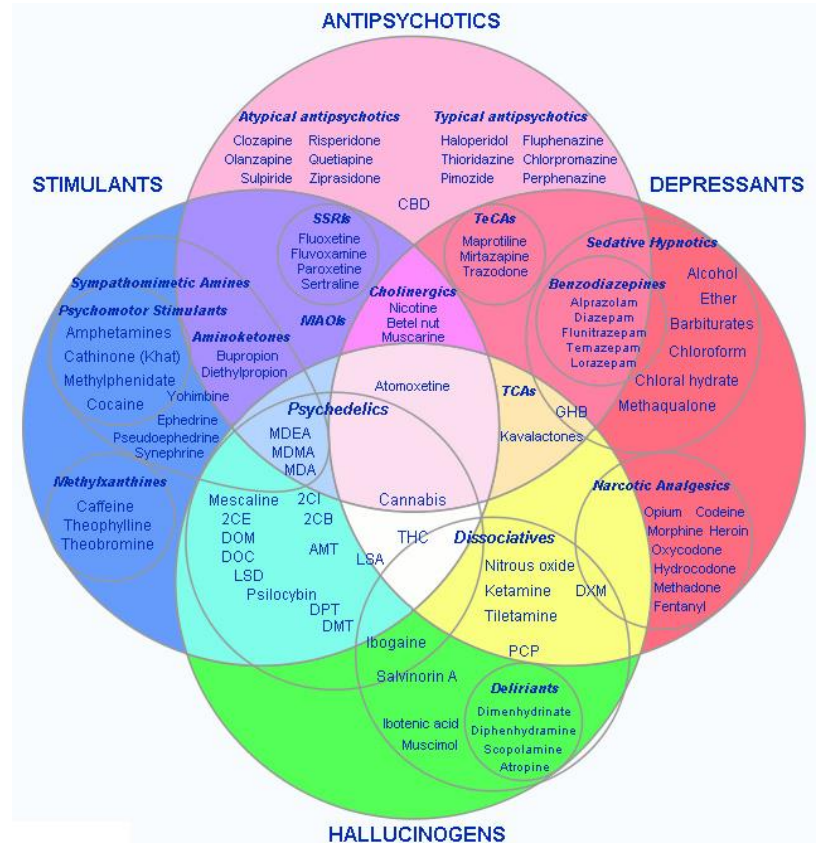 ANTIPSYCHOTICS
Atypical antipsychotics
Clozapine Risperidone
Olanzapine Quetiapine
Sulpiride Ziprasidone
Typical antipsychotics
Haloperidol Fluphenazine
Thioridazine Chlorpromazine
Pimozide Perphenazine
STIMULANTS
DEPRESSANTS
CBD
SSRIs
Fluoxetine
Fluvoxamine
Paroxetine
Sertraline
TeCAs
Maprotiline
Mirtazapine
Trazodone
Sedative Hypnotics
Alcohol
Ether
Barbiturates
Chloroform
Chloral hydrate
Methaqualone
Benzodiazepines
Alprazolam
Diazepam
Flunitrazepam
Temazepam
Lorazepam
Sympathomimetic Amines
Psychomotor Stimulants
Amphetamines
Cathinone (Khat)
Methylphenidate
Cocaine
Aminoketones
Bupropion
Diethylpropion
MAOIs
Cholinergics
Nicotine
Betel nut
Muscarine
Yohimbine
Ephedrine
Pseudoephedrine
Synephrine
Atomoxetine
TCAs
GHB
Kavalactones
Psychedelics
MDEA
MDMA
MDA
Methylxanthines
Caffeine
Theophylline
Theobromine
Mescaline 2CI
2CE 2CB
DOM
DOC AMT
LSD LSA
Psilocybin
DPT
DMT
Cannabis
THC
Dissociatives
Nitrous oxide
Ketamine DXM
Tiletamine
PCP
Narcotic Analgesics
Opium Codeine
Morphine Heroin
Oxycodone
Hydrocodone
Methadone
Fentanyl
Ibogaine
Salvinorin A
Ibotenic acid
Muscimol
Deliriants
Dimenhydrinate
Diphenhydramine
Scopolamine
Atropine
HALLUCINOGENS